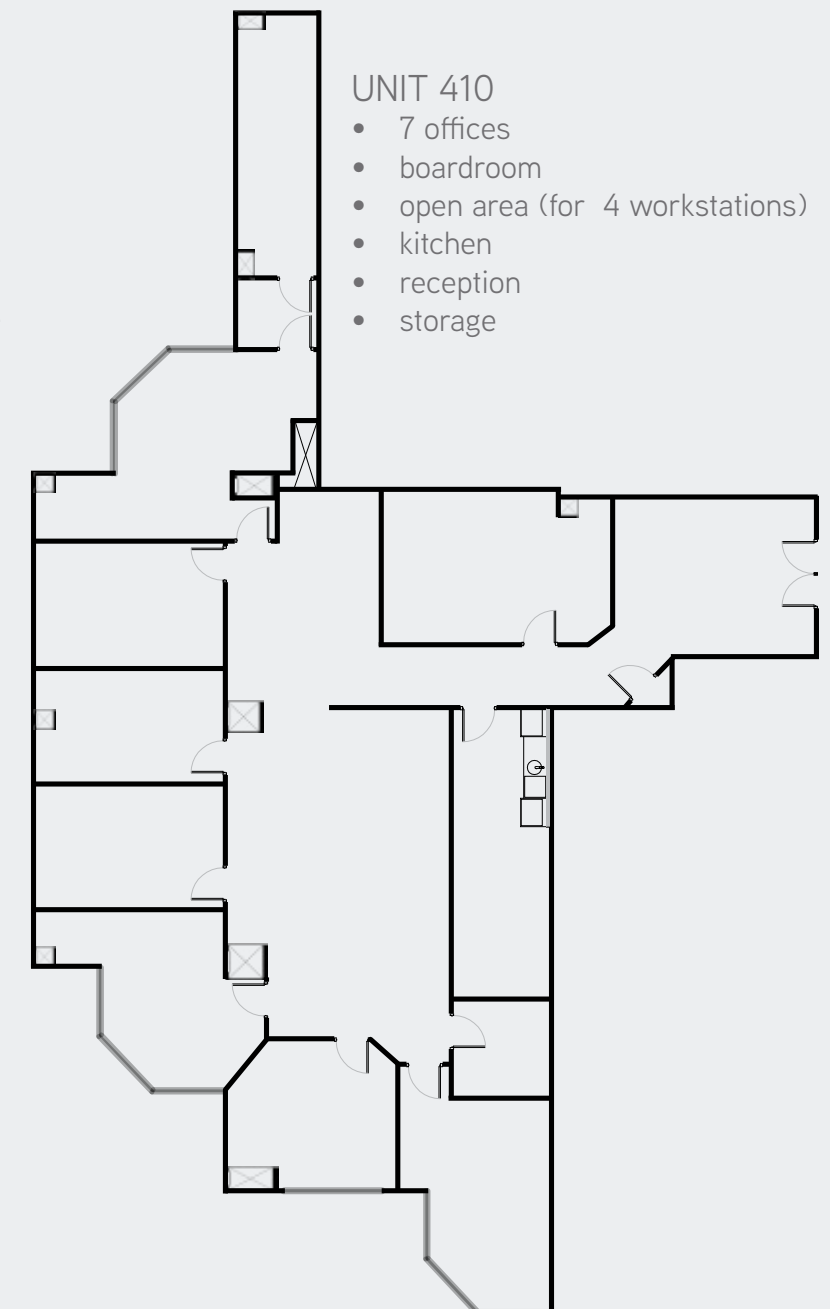 UNIT 410
• 7 offices
• boardroom
• open area (for 4 workstations)
• kitchen
• reception
• storage